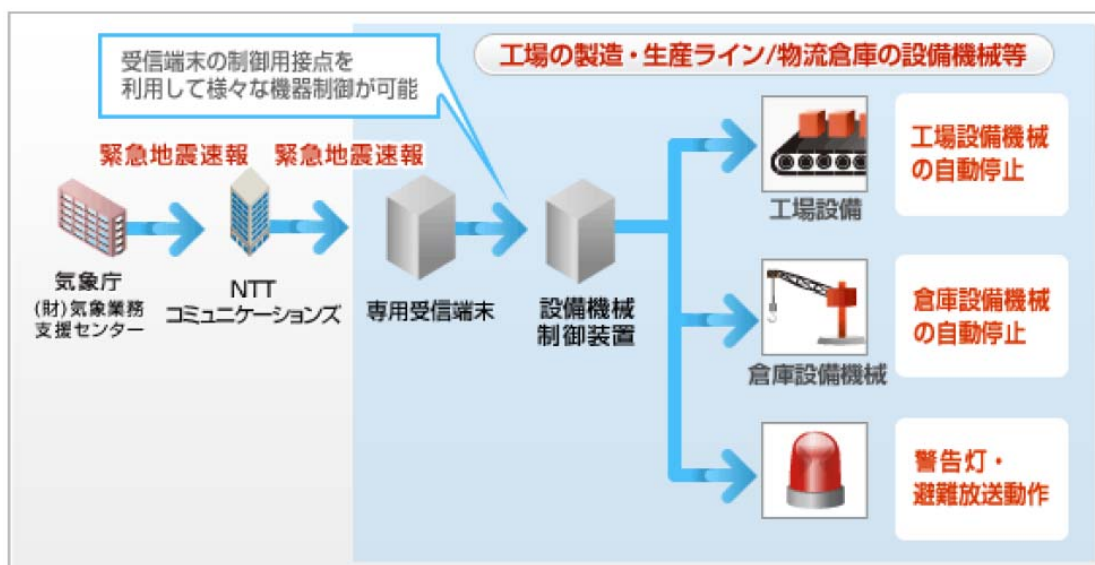 受信端末の制御用接点を
利用して様々な機器制御が可能
工場の製造・生産ライン/物流倉庫の設備機械等
緊急地震速報
緊急地震速報
気象庁
(財)気象業務
支援センター
NTT
コミュニケーションズ
専用受信端末
設備機械
制御装置
工場設備
工場設備機械
の自動停止
倉庫設備機械
倉庫設備機械
の自動停止
警告灯・
避難放送動作